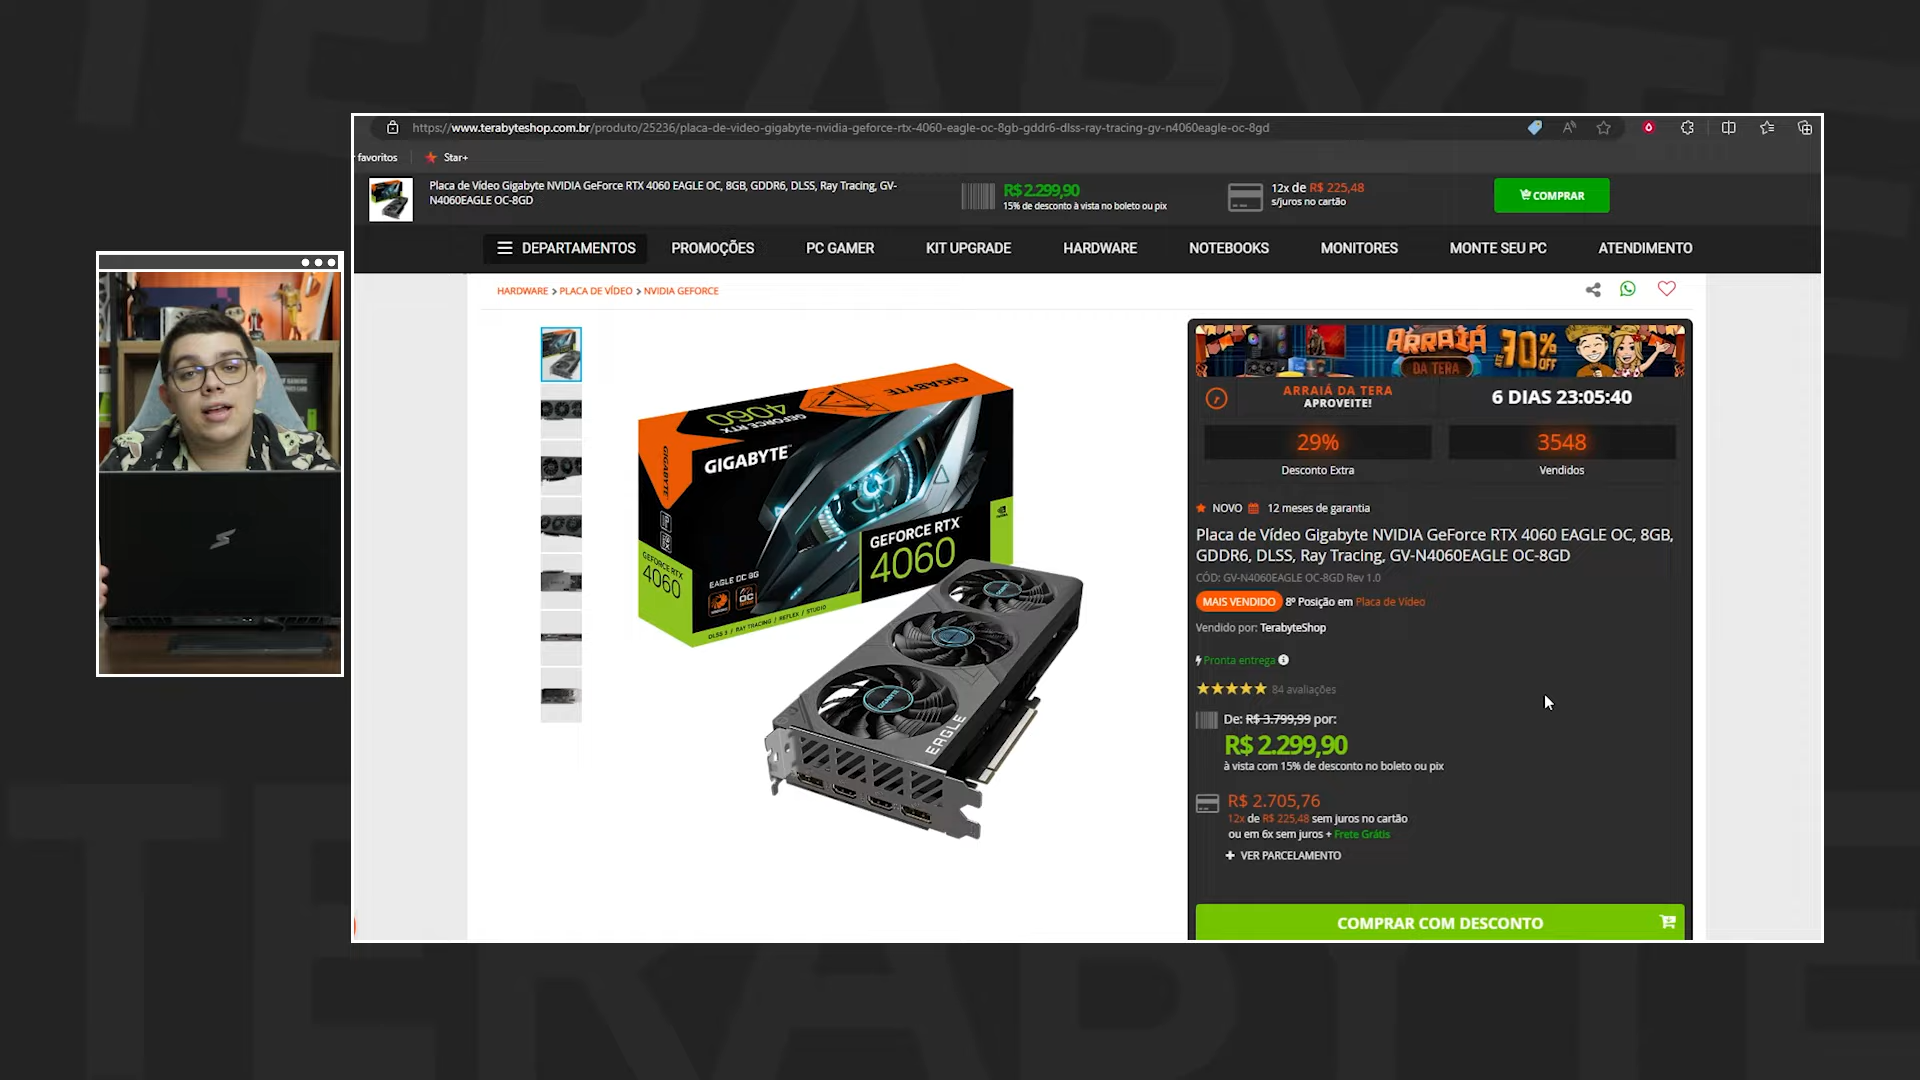 TERABYTE
https://www.terabyteshop.com.br/produto/25236/placa-de-video-gigabyte-nvidia-geforce-rtx-4060-eagle-oc-8gb-gddr6-dlss-ray-tracing-gv-n4060eagle-oc-8gd
favoritos
Star+
Placa de Vídeo Gigabyte NVIDIA GeForce RTX 4060 EAGLE OC, 8GB, GDDR6, DLSS, Ray Tracing, GV-
N4060EAGLE OC-8GD
R$ 2.299,90
15% de desconto à vista no boleto ou pix
12x de R$ 225,48
s/juros no cartão
COMPRAR
DEPARTAMENTOS
PROMOÇÕES
PC GAMER
KIT UPGRADE
HARDWARE
NOTEBOOKS
MONITORES
MONTE SEU PC
ATENDIMENTO
HARDWARE > PLACA DE VÍDEO > NVIDIA GEFORCE
GIGABYTE
GEFORCE RTX
4060
GIGABYTE
GIGABYTE
GEFORCE RTX
4060
GEFORCE RTX
4060
EAGLE OC 8G
OC
DLSS 3 / RAY TRACING / REFLEX / STUDIO
GIGABYTE
EAGLE
ARRAIÁ
DA TERA
70%
OFF
ARRAIÁ DA TERA
APROVEITE!
6 DIAS 23:05:40
29%
Desconto Extra
3548
Vendidos
NOVO
12 meses de garantia
Placa de Vídeo Gigabyte NVIDIA GeForce RTX 4060 EAGLE OC, 8GB,
GDDR6, DLSS, Ray Tracing, GV-N4060EAGLE OC-8GD
CÓD: GV-N4060EAGLE OC-8GD Rev 1.0
MAIS VENDIDO 8º Posição em Placa de Vídeo
Vendido por: TerabyteShop
Pronta entrega
84 avaliações
De: R$ 3.799,99 por:
R$ 2.299,90
à vista com 15% de desconto no boleto ou pix
R$ 2.705,76
12x de R$ 225,48 sem juros no cartão
ou em 6x sem juros + Frete Grátis
+ VER PARCELAMENTO
COMPRAR COM DESCONTO
TERABYTE